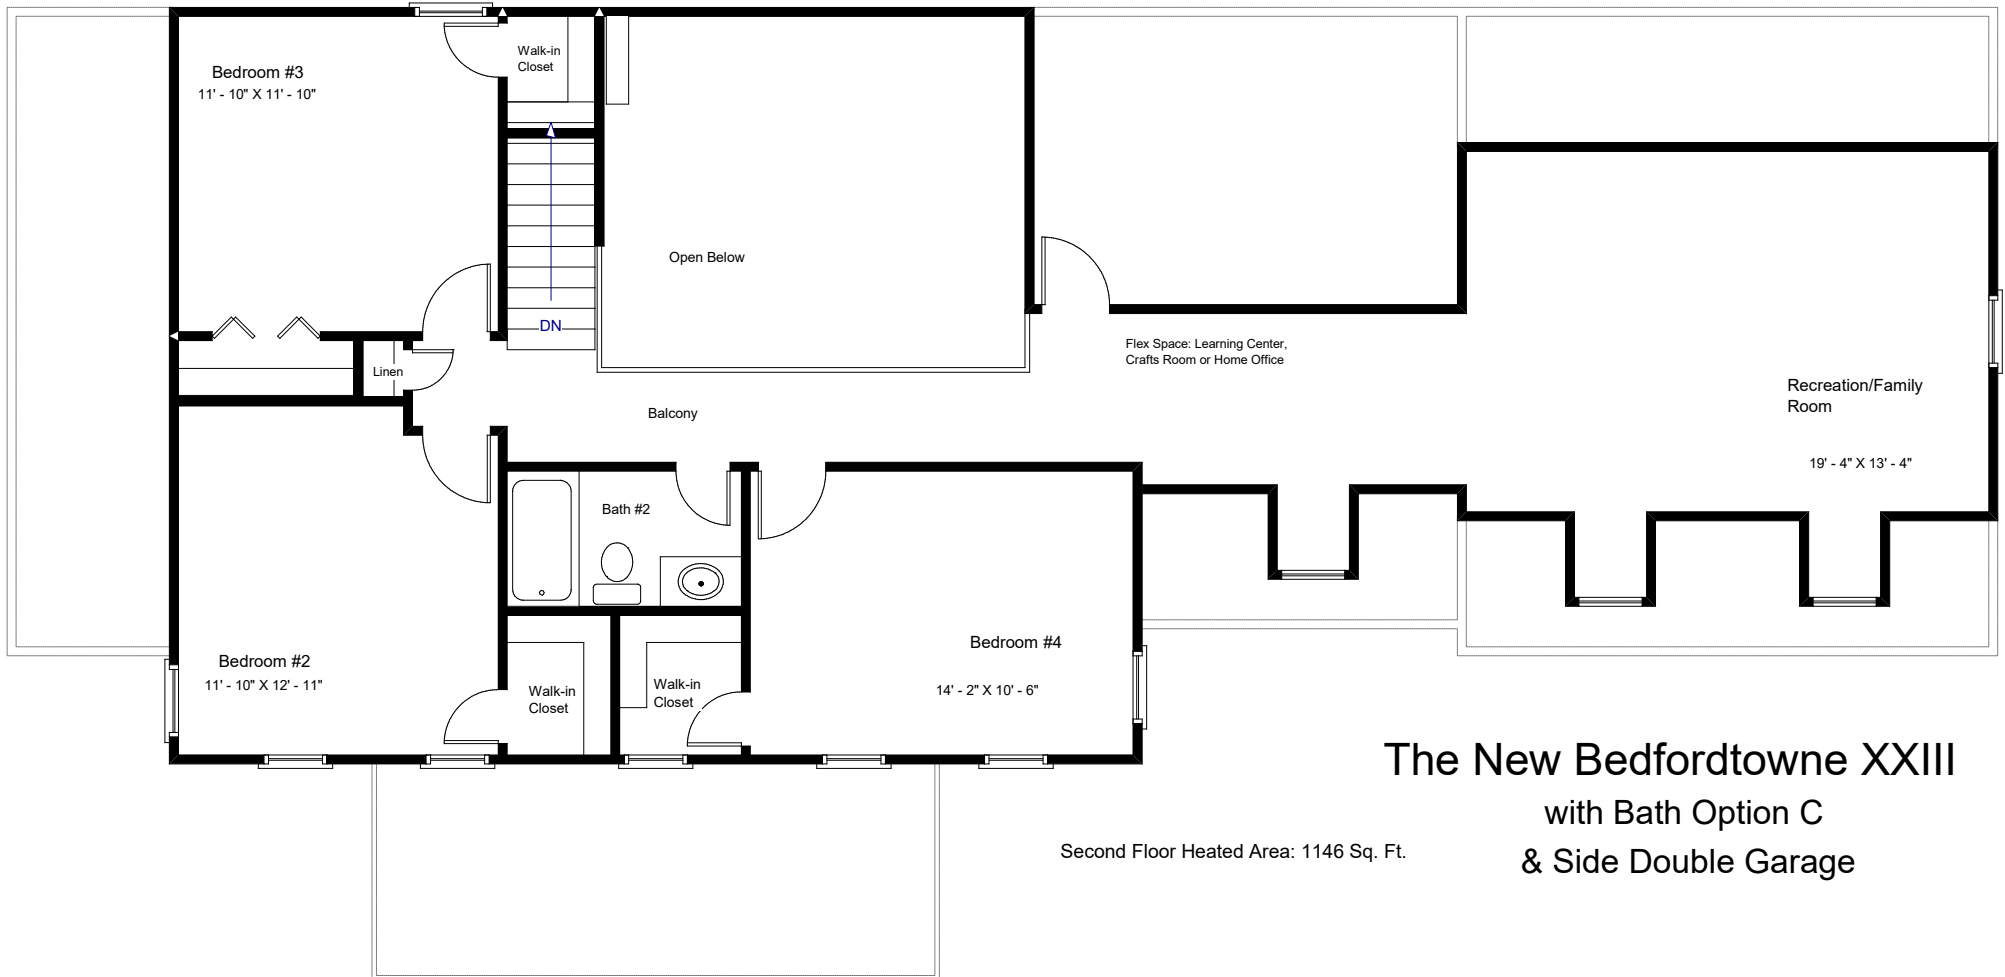 Bedroom #3
11' - 10" X 11' - 10"
Walk-in
Closet
Open Below
DN
Linen
Balcony
Flex Space: Learning Center,
Crafts Room or Home Office
Recreation/Family
Room
19' - 4" X 13' - 4"
Bath #2
Bedroom #2
11' - 10" X 12' - 11"
Walk-in
Closet
Walk-in
Closet
Bedroom #4
14' - 2" X 10' - 6"
The New Bedfordtowne XXIII
with Bath Option C
& Side Double Garage
Second Floor Heated Area: 1146 Sq. Ft.